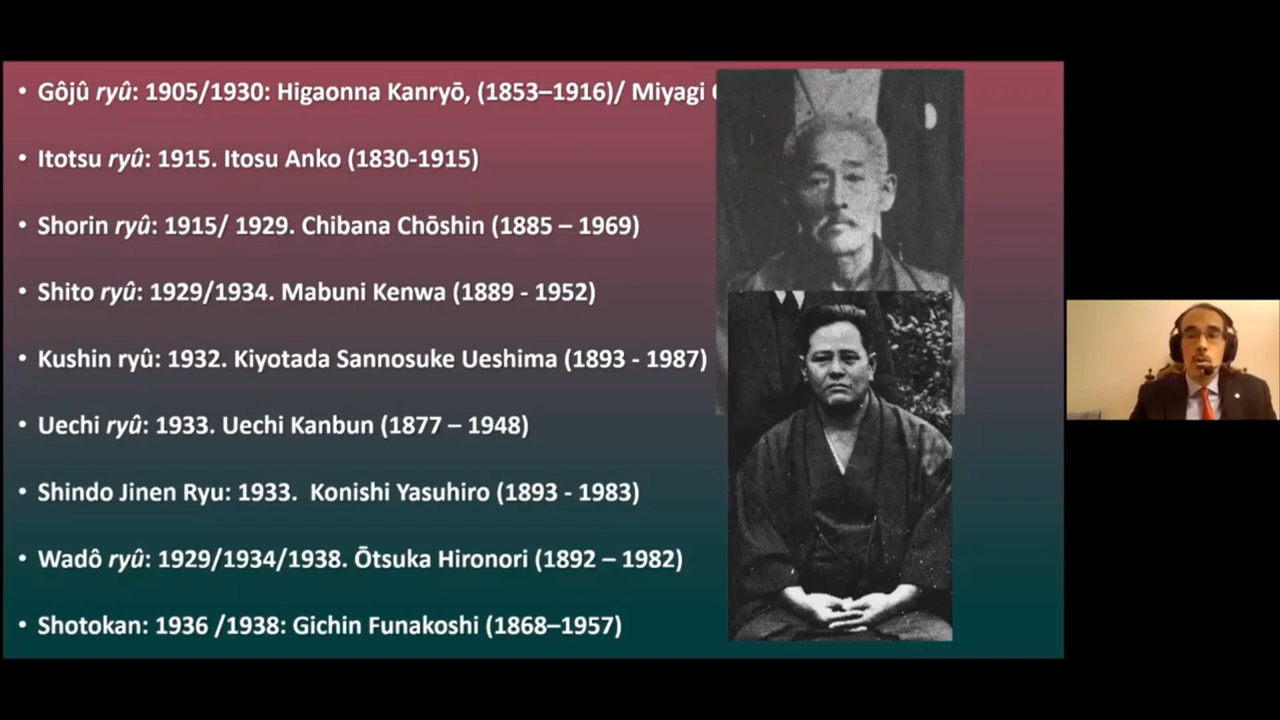 • Gôjû ryû: 1905/1930: Higaonna Kanryō, (1853–1916)/ Miyagi
• Itotsu ryû: 1915. Itosu Anko (1830-1915)
• Shorin ryû: 1915/ 1929. Chibana Chōshin (1885 – 1969)
• Shito ryû: 1929/1934. Mabuni Kenwa (1889 - 1952)
• Kushin ryû: 1932. Kiyotada Sannosuke Ueshima (1893 - 1987)
• Uechi ryû: 1933. Uechi Kanbun (1877 – 1948)
• Shindo Jinen Ryu: 1933.  Konishi Yasuhiro (1893 - 1983)
• Wadô ryû: 1929/1934/1938. Ōtsuka Hironori (1892 – 1982)
• Shotokan: 1936 /1938: Gichin Funakoshi (1868–1957)